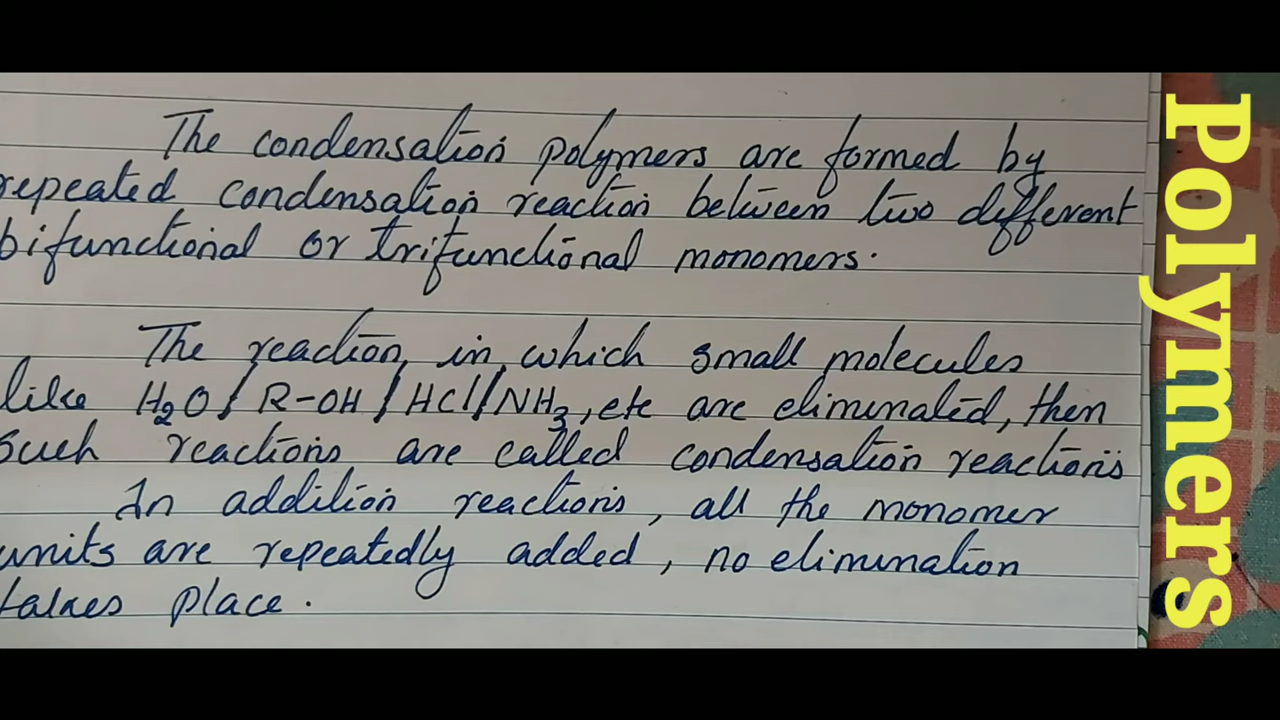 The condensation polymers are formed by
repeated condensation reaction between two different
bifunctional or trifunctional monomers.
The reaction in which small molecules
like H₂O / R-OH / HCl / NH₃, etc are eliminated, then
such reactions are called condensation reactions
In addition reactions, all the monomer
units are repeatedly added, no elimination
takes place.
Polymers